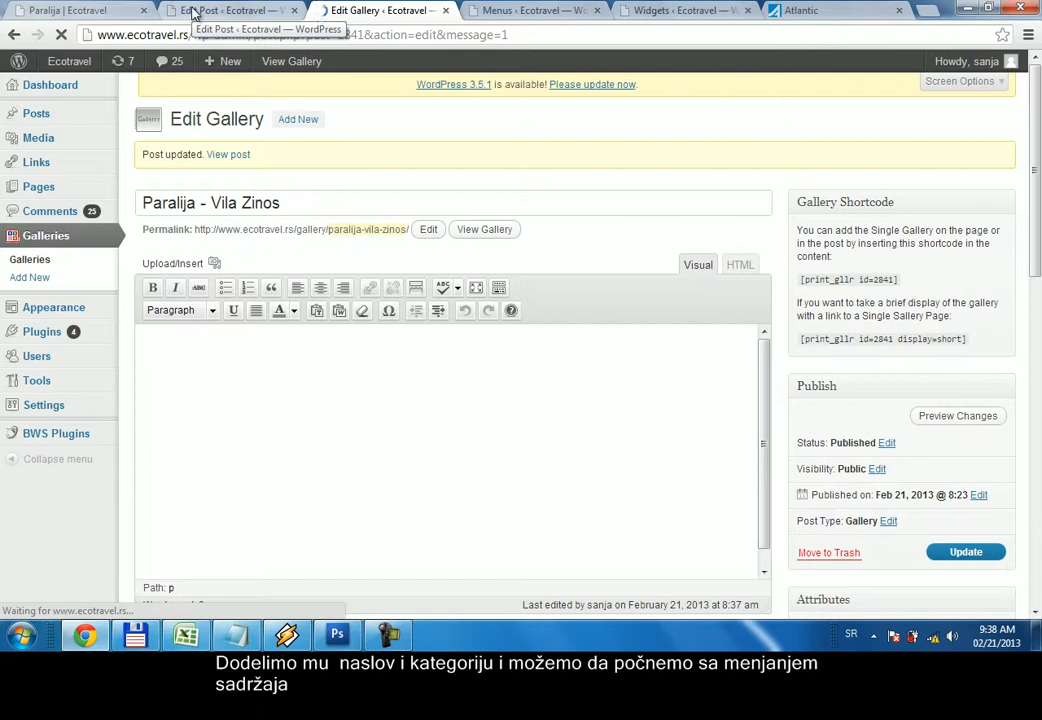 Paralija | Ecotravel
Edit Post ‹ Ecotravel — W
Edit Gallery ‹ Ecotravel —
Menus ‹ Ecotravel — Wo
Widgets ‹ Ecotravel — Wo
Atlantic
www.ecotravel.rs
841&action=edit&message=1
Edit Post ‹ Ecotravel — WordPress
Ecotravel
7
25
New
View Gallery
Howdy, sanja
WordPress 3.5.1 is available! Please update now.
Screen Options
Dashboard
Posts
Media
Links
Pages
Comments 25
Galleries
Galleries
Add New
Appearance
Plugins 4
Users
Tools
Settings
BWS Plugins
Collapse menu
Edit Gallery
Add New
Post updated. View post
Paralija - Vila Zinos
Permalink: http://www.ecotravel.rs/gallery/paralija-vila-zinos/ Edit View Gallery
Upload/Insert
Visual
HTML
B I ABC
ABC
Paragraph
U
A
Ω
Path: p
Last edited by sanja on February 21, 2013 at 8:37 am
Gallery Shortcode
You can add the Single Gallery on the page or
in the post by inserting this shortcode in the
content:
[print_gllr id=2841]
If you want to take a brief display of the gallery
with a link to a Single Sallery Page:
[print_gllr id=2841 display=short]
Publish
Preview Changes
Status: Published Edit
Visibility: Public Edit
Published on: Feb 21, 2013 @ 8:23 Edit
Post Type: Gallery Edit
Move to Trash
Update
Attributes
Waiting for www.ecotravel.rs...
Ps
SR
9:38 AM
02/21/2013
Dodelimo mu naslov i kategoriju i možemo da počnemo sa menjanjem
sadržaja